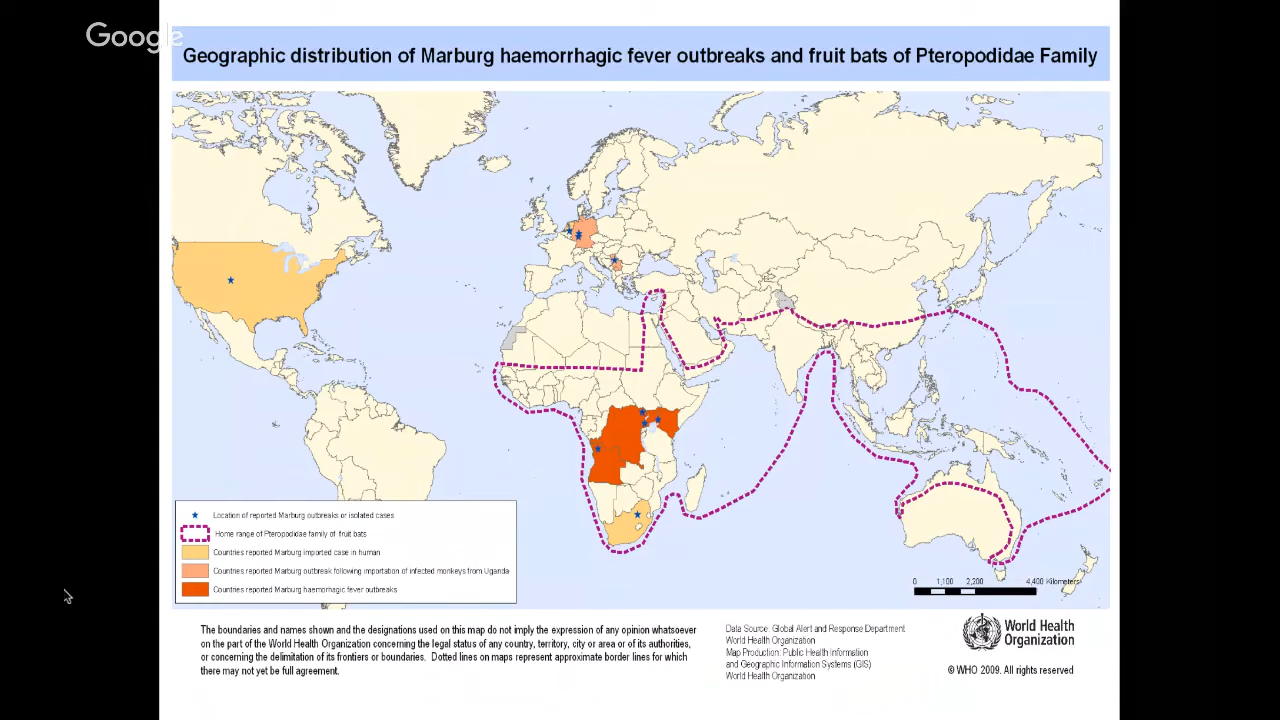 Google
Geographic distribution of Marburg haemorrhagic fever outbreaks and fruit bats of Pteropodidae Family
Location of reported Marburg outbreaks or isolated cases
Home range of Pteropodidae family of fruit bats
Countries reported Marburg imported case in human
Countries reported Marburg outbreak following importation of infected monkeys from Uganda
Countries reported Marburg haemorhagic fever outbreaks
0 1,100 2,200 4,400 Kilometers
The boundaries and names shown and the designations used on this map do not imply the expression of any opinion whatsoever
on the part of the World Health Organization concerning the legal status of any country, territory, city or area or of its authorities,
or concerning the delimitation of its frontiers or boundaries. Dotted lines on maps represent approximate border lines for which
there may not yet be full agreement.
Data Source: Global Alert and Response Department
World Health Organization
Map Production: Public Health Information
and Geographic Information Systems (GIS)
World Health Organization
World Health
Organization
© WHO 2009. All rights reserved